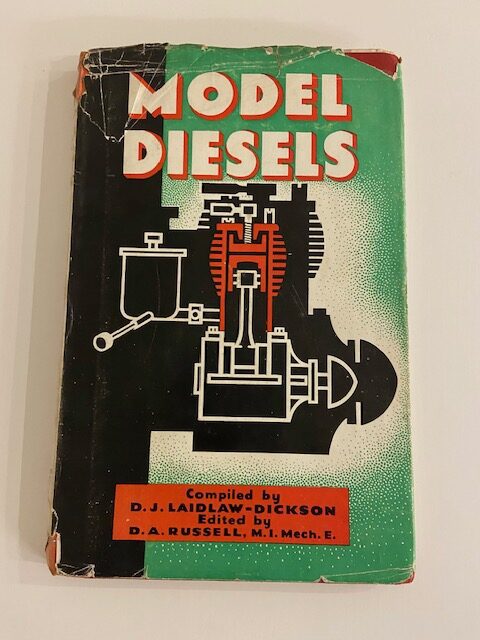 MODEL
DIESELS
Compiled by
D.J. LAIDLAW-DICKSON
Edited by
D.A. RUSSELL, M.I.Mech.E.